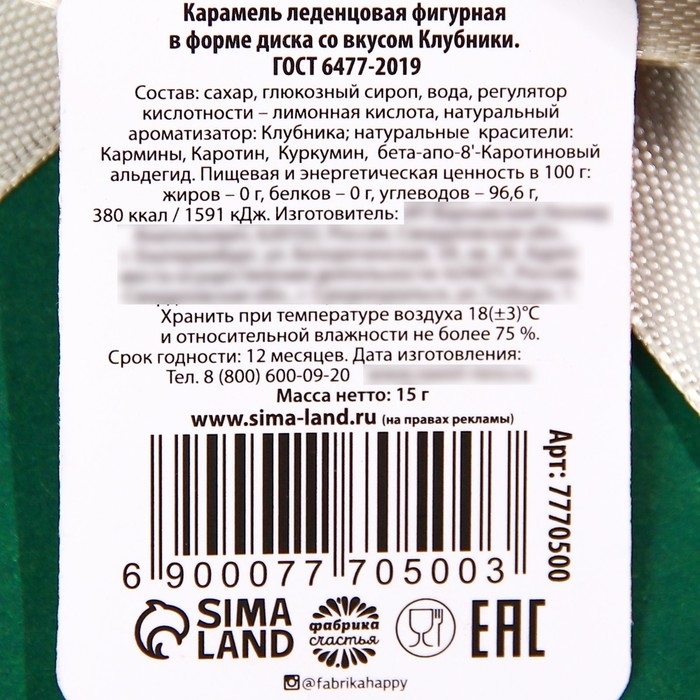 Карамель леденцовая фигурная
в форме диска со вкусом Клубники.
ГОСТ 6477-2019
Состав: сахар, глюкозный сироп, вода, регулятор
кислотности – лимонная кислота, натуральный
ароматизатор: Клубника; натуральные красители:
Кармины, Каротин, Куркумин, бета-апо-8'-Каротиновый
альдегид. Пищевая и энергетическая ценность в 100 г:
жиров – 0 г, белков – 0 г, углеводов – 96,6 г,
380 ккал / 1591 кДж. Изготовитель:
Хранить при температуре воздуха 18(±3)°С
и относительной влажности не более 75 %.
Срок годности: 12 месяцев. Дата изготовления:
Тел. 8 (800) 600-09-20
Масса нетто: 15 г
www.sima-land.ru (на правах рекламы)
Арт: 7770500
6 900077 705003
SIMA
LAND
фабрика
счастья
EAC
@fabrikahappy